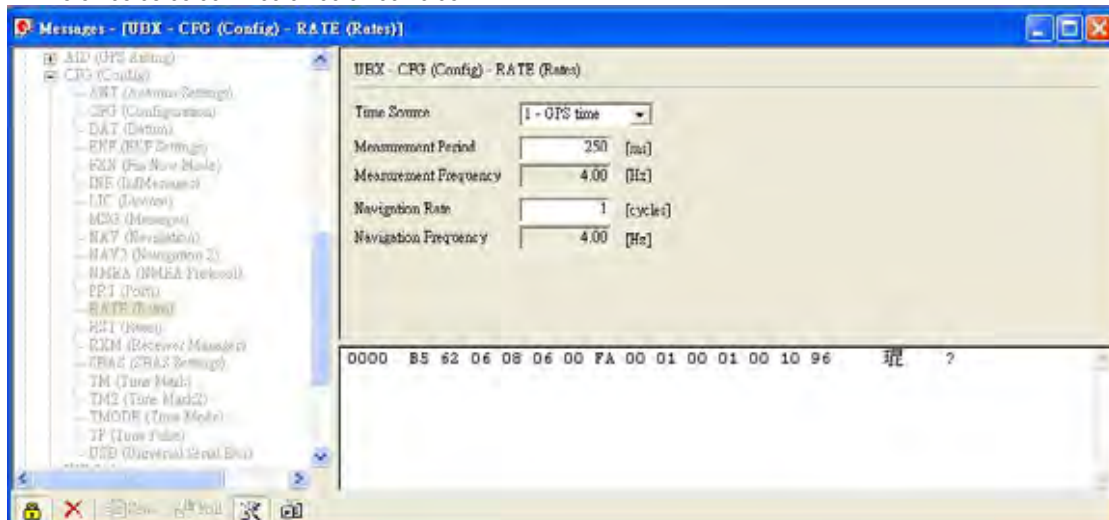 Messages - [UBX - CFG (Config) - RATE (Rates)]
AID (GPS Aiding)
CFG (Config)
ANT (Antenna Settings)
CFG (Configuration)
DAT (Datum)
EKF (EKF Settings)
FXN (Fix Now Mode)
INF (Inf Messages)
LIC (License)
MSG (Messages)
NAV (Navigation)
NAV2 (Navigation 2)
NMEA (NMEA Protocol)
PRT (Ports)
RATE (Rates)
RST (Reset)
RXM (Receiver Manager)
SBAS (SBAS Settings)
TM (Time Mark)
TM2 (Time Mark2)
TMODE (Time Mode)
TP (Time Pulse)
USB (Universal Serial Bus)
UBX - CFG (Config) - RATE (Rates)
Time Source 1 - GPS time
Measurement Period 250 [ms]
Measurement Frequency 4.00 [Hz]
Navigation Rate 1 [cycles]
Navigation Frequency 4.00 [Hz]
0000 B5 62 06 08 06 00 FA 00 01 00 01 00 10 96 ?
Poll